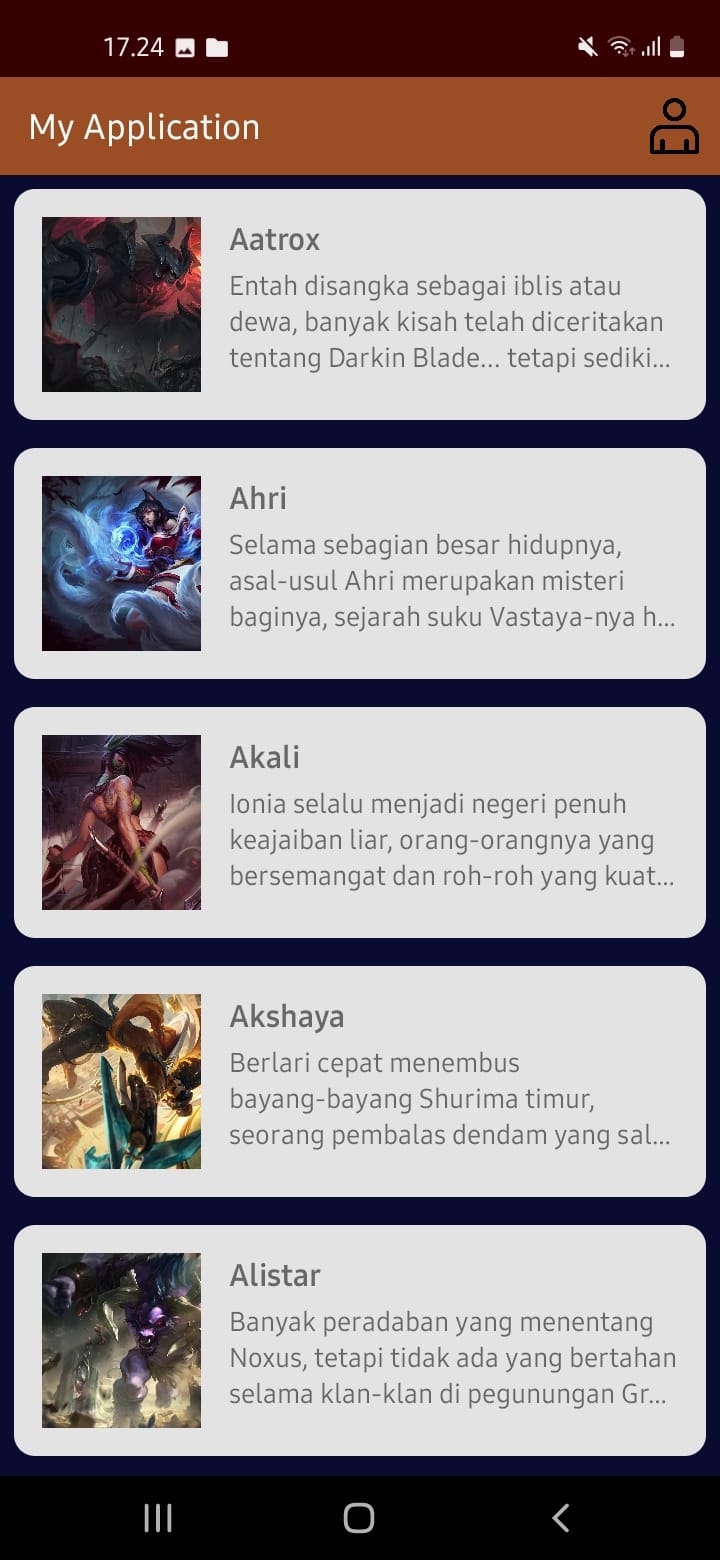 17.24
My Application
Aatrox
Entah disangka sebagai iblis atau
dewa, banyak kisah telah diceritakan
tentang Darkin Blade... tetapi sediki...
Ahri
Selama sebagian besar hidupnya,
asal-usul Ahri merupakan misteri
baginya, sejarah suku Vastaya-nya h...
Akali
Ionia selalu menjadi negeri penuh
keajaiban liar, orang-orangnya yang
bersemangat dan roh-roh yang kuat...
Akshaya
Berlari cepat menembus
bayang-bayang Shurima timur,
seorang pembalas dendam yang sal...
Alistar
Banyak peradaban yang menentang
Noxus, tetapi tidak ada yang bertahan
selama klan-klan di pegunungan Gr...